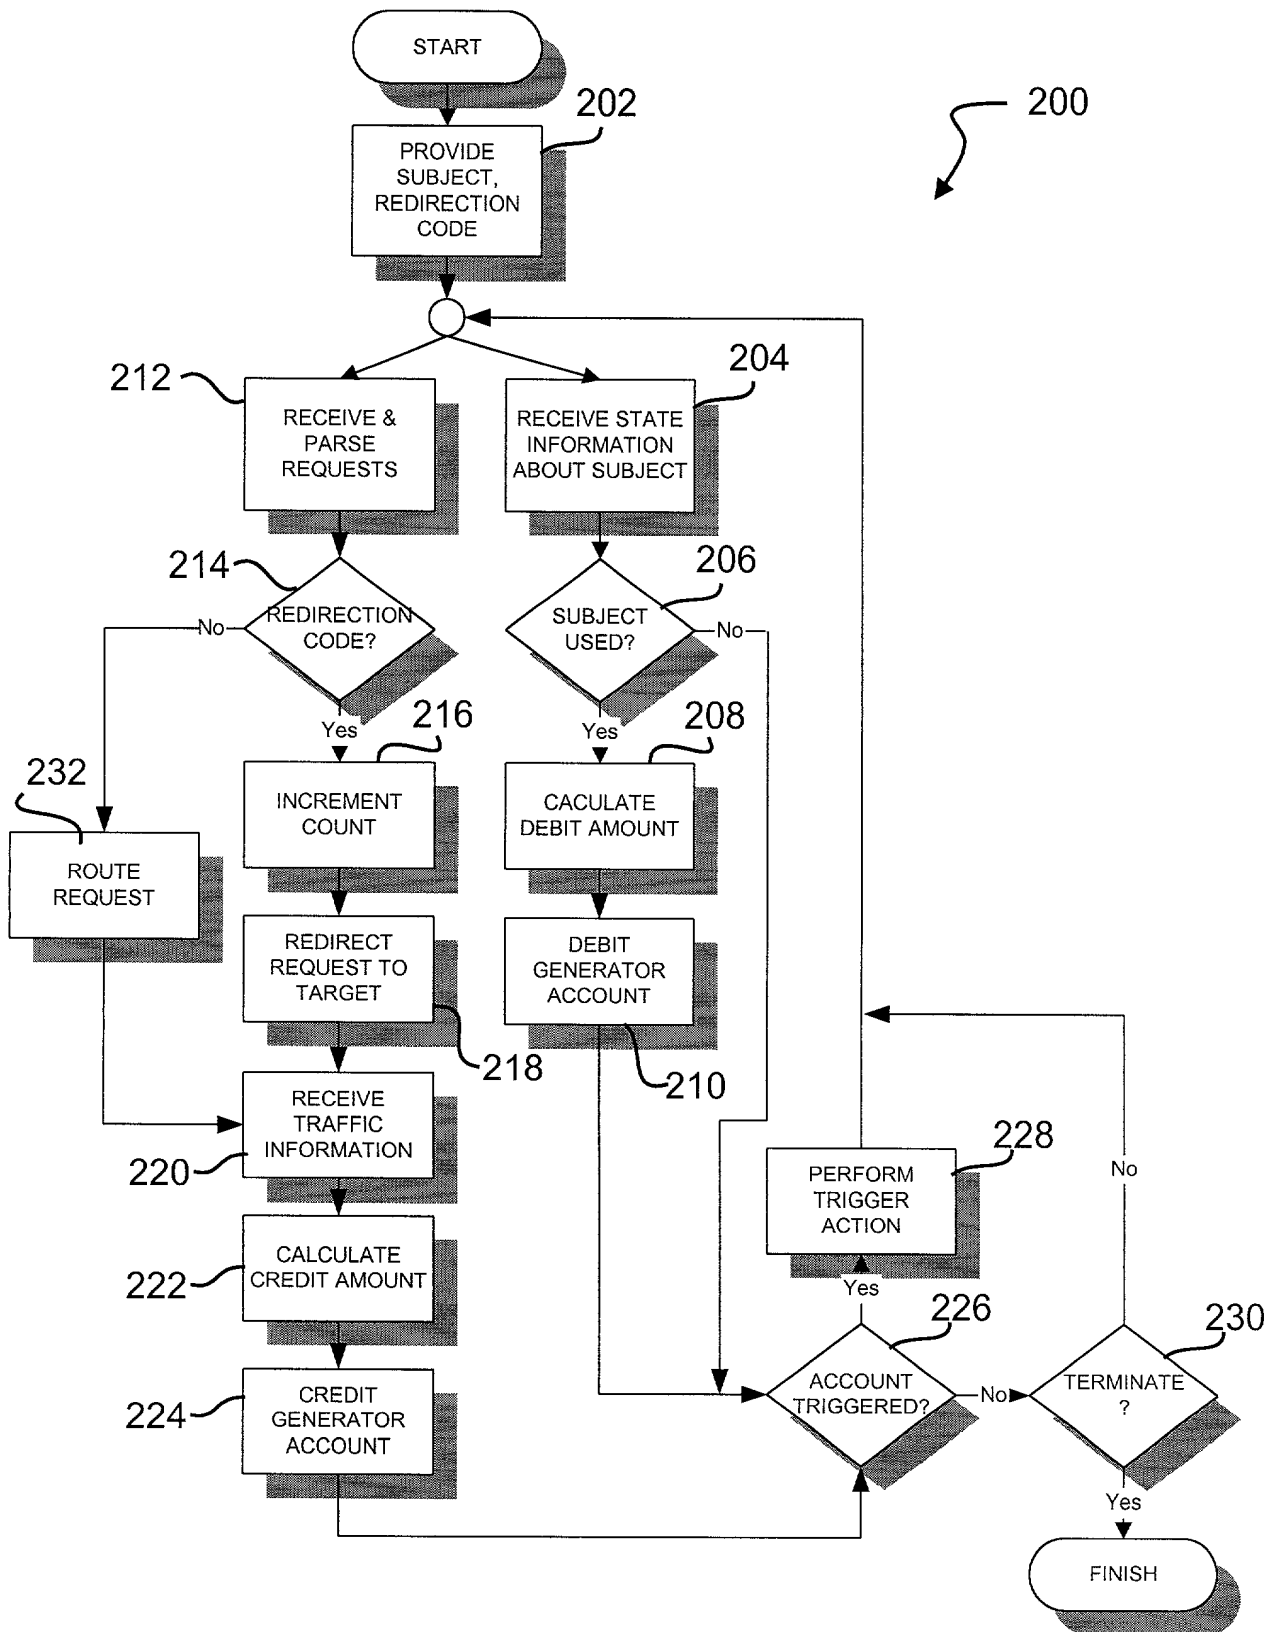 START
202
200
PROVIDE
SUBJECT,
REDIRECTION
CODE
212
204
RECEIVE &
PARSE
REQUESTS
RECEIVE STATE
INFORMATION
ABOUT SUBJECT
214
206
REDIRECTION
CODE?
No
SUBJECT
USED?
No
Yes
Yes
216
208
232
INCREMENT
COUNT
CACULATE
DEBIT AMOUNT
ROUTE
REQUEST
REDIRECT
REQUEST TO
TARGET
218
DEBIT
GENERATOR
ACCOUNT
210
RECEIVE
TRAFFIC
INFORMATION
220
228
PERFORM
TRIGGER
ACTION
No
CALCULATE
CREDIT AMOUNT
222
Yes
226
230
CREDIT
GENERATOR
ACCOUNT
224
ACCOUNT
TRIGGERED?
No
TERMINATE
?
Yes
FINISH